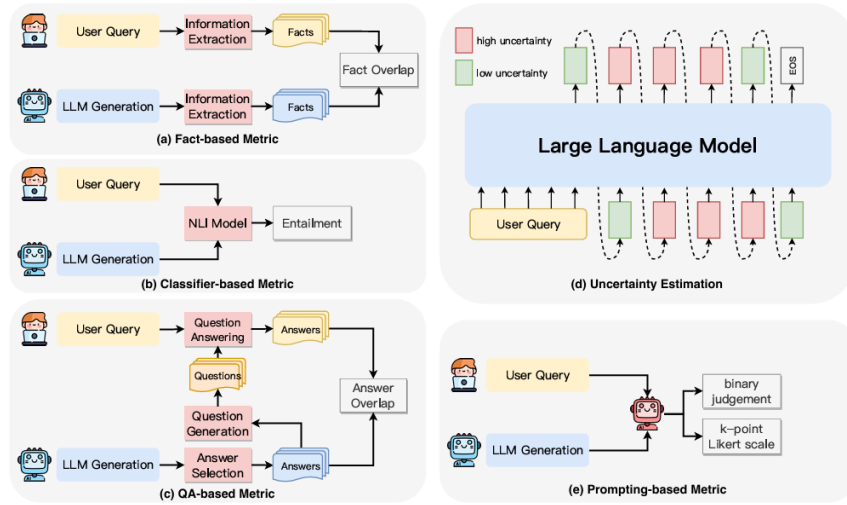 User Query
Information
Extraction
Facts
Fact Overlap
LLM Generation
Information
Extraction
Facts
(a) Fact-based Metric
User Query
NLI Model
Entailment
LLM Generation
(b) Classifier-based Metric
User Query
Question
Answering
Answers
Questions
Answer
Overlap
Question
Generation
LLM Generation
Answer
Selection
Answers
(c) QA-based Metric
high uncertainty
low uncertainty
EOS
Large Language Model
User Query
(d) Uncertainty Estimation
User Query
binary
judgement
LLM Generation
k-point
Likert scale
(e) Prompting-based Metric